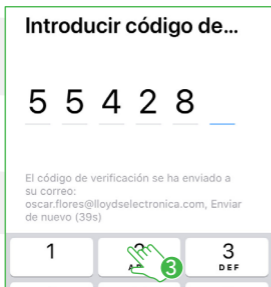 Introducir código de...
5 5 4 2 8
El código de verificación se ha enviado a
su correo:
oscar.flores@lloydselectronica.com, Enviar
de nuevo (39s)
1 2 3
DEF
3